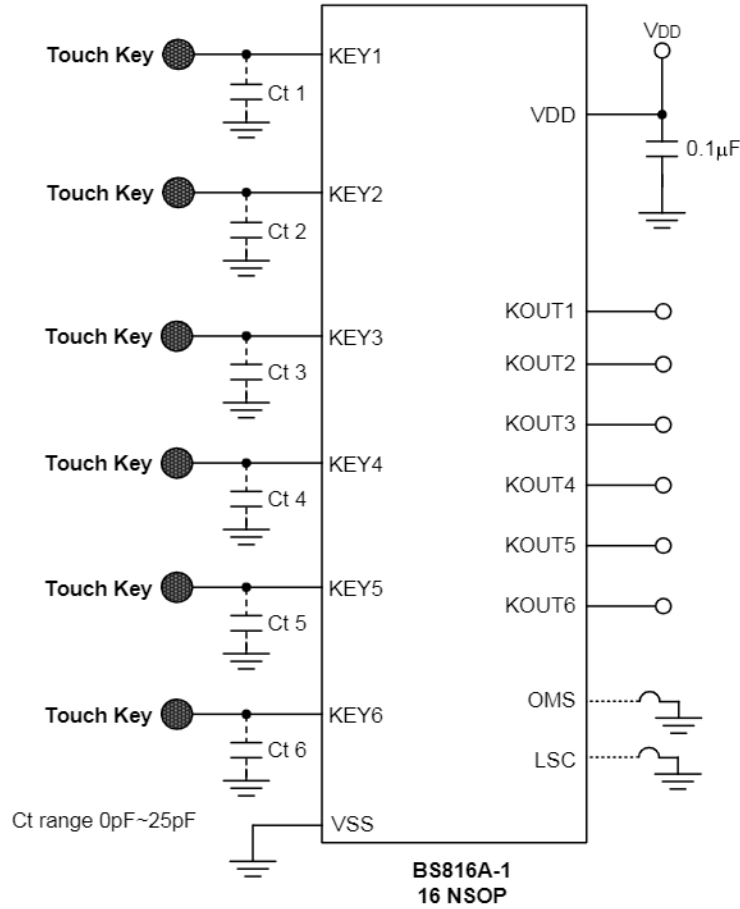 VDD
Touch Key KEY1
Ct 1
VDD
0.1μF
Touch Key KEY2
Ct 2
KOUT1
Touch Key KEY3
KOUT2
Ct 3
KOUT3
Touch Key KEY4
KOUT4
Ct 4
KOUT5
Touch Key KEY5
KOUT6
Ct 5
OMS
Touch Key KEY6
Ct 6
LSC
Ct range 0pF~25pF
VSS
BS816A-1
16 NSOP